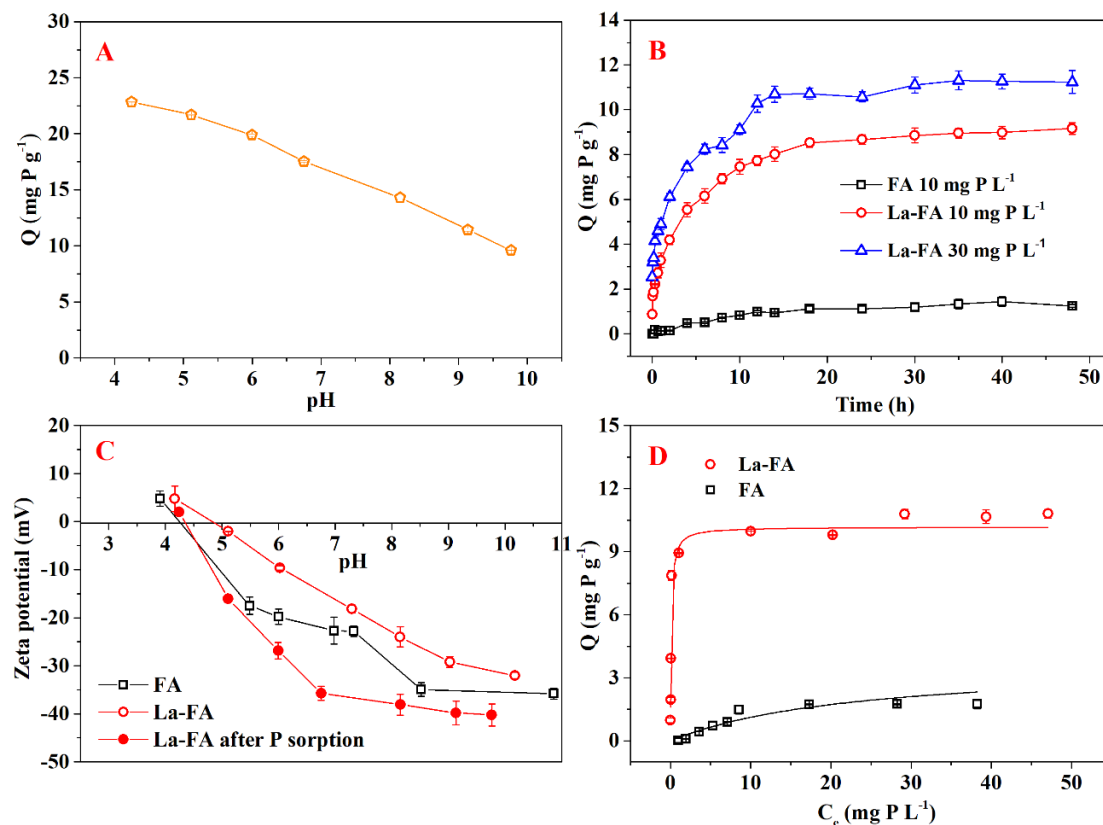 A
Q (mg P g⁻¹)
30
25
20
15
10
5
0
4 5 6 7 8 9 10
pH
B
Q (mg P g⁻¹)
12
10
8
6
4
2
0
FA 10 mg P L⁻¹
La-FA 10 mg P L⁻¹
La-FA 30 mg P L⁻¹
0 10 20 30 40 50
Time (h)
C
Zeta potential (mV)
20
10
0
-10
-20
-30
-40
-50
3 4 5 6 7 8 9 10 11
pH
FA
La-FA
La-FA after P sorption
D
Q (mg P g⁻¹)
15
12
9
6
3
0
La-FA
FA
0 10 20 30 40 50
Cₑ (mg P L⁻¹)